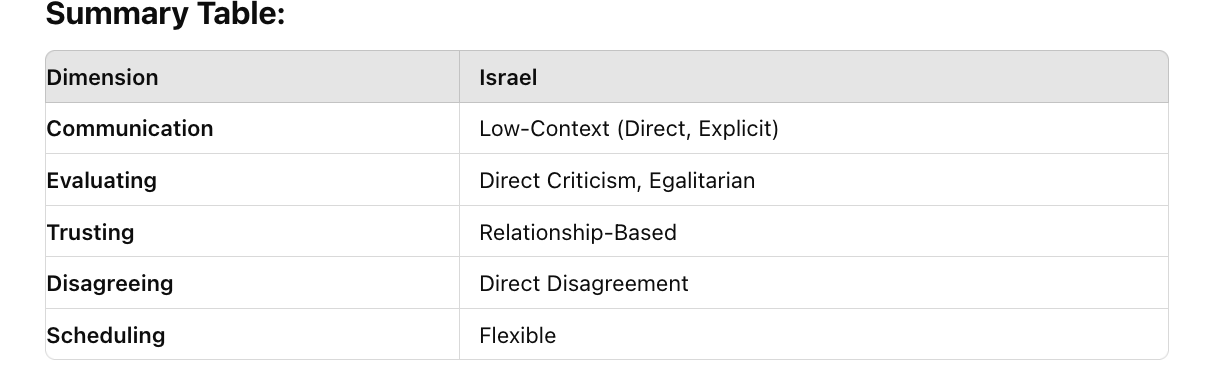 Summary Table:
Dimension Israel
Communication Low-Context (Direct, Explicit)
Evaluating Direct Criticism, Egalitarian
Trusting Relationship-Based
Disagreeing Direct Disagreement
Scheduling Flexible